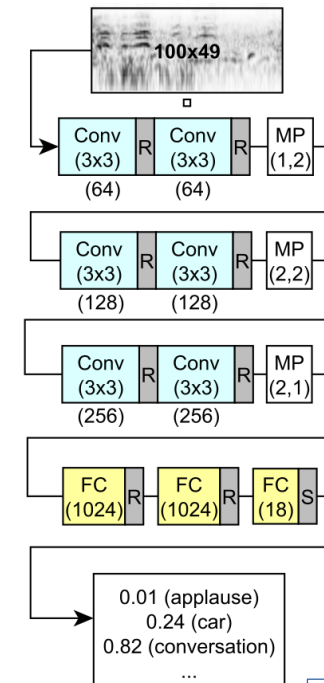 100x49
Conv R Conv R MP
(3x3) (3x3) (1,2)
(64) (64)
Conv R Conv R MP
(3x3) (3x3) (2,2)
(128) (128)
Conv R Conv R MP
(3x3) (3x3) (2,1)
(256) (256)
FC R FC R FC S
(1024) (1024) (18)
0.01 (applause)
0.24 (car)
0.82 (conversation)
...